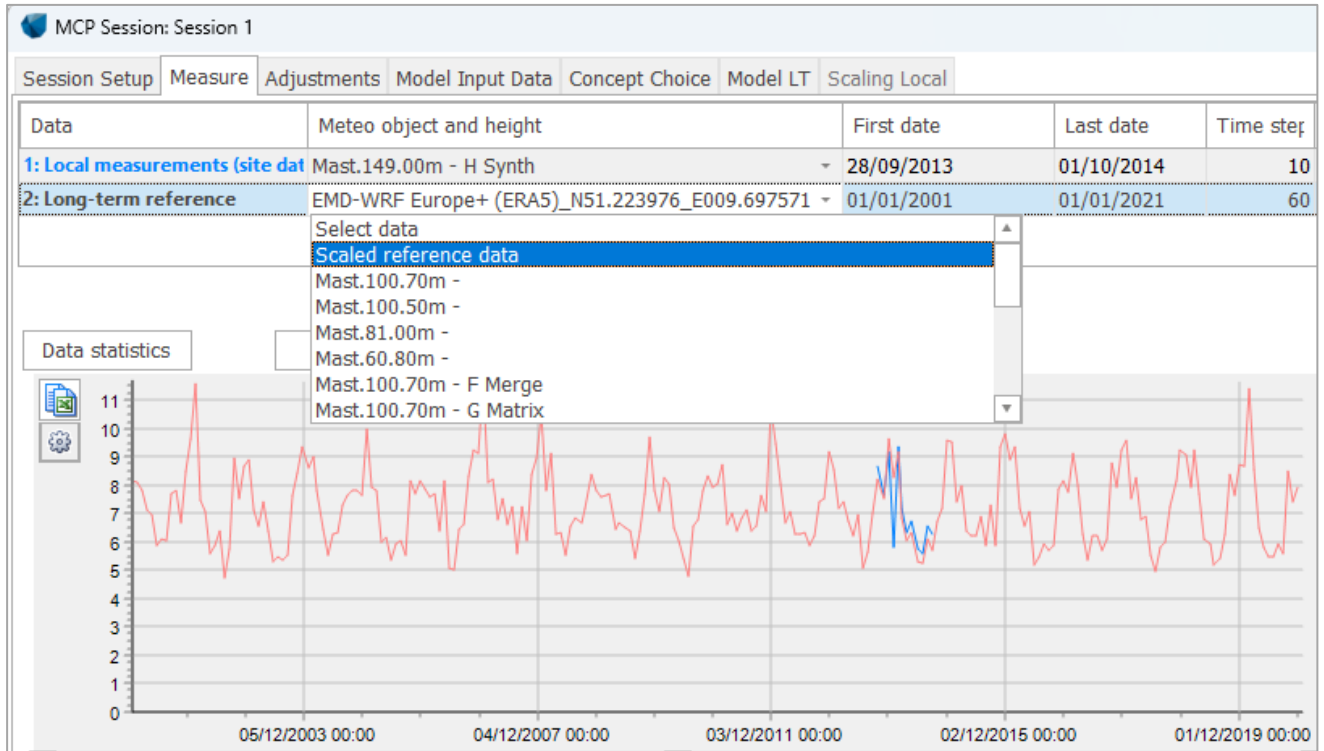 MCP Session: Session 1
Session Setup Measure Adjustments Model Input Data Concept Choice Model LT Scaling Local
Data Meteo object and height First date Last date Time step
1: Local measurements (site dat Mast.149.00m - H Synth 28/09/2013 01/10/2014 10
2: Long-term reference EMD-WRF Europe+ (ERA5)_N51.223976_E009.697571 01/01/2001 01/01/2021 60
Select data
Scaled reference data
Mast.100.70m -
Mast.100.50m -
Mast.81.00m -
Mast.60.80m -
Mast.100.70m - F Merge
Mast.100.70m - G Matrix
Data statistics
11
10
9
8
7
6
5
4
3
2
1
0
05/12/2003 00:00 04/12/2007 00:00 03/12/2011 00:00 02/12/2015 00:00 01/12/2019 00:00